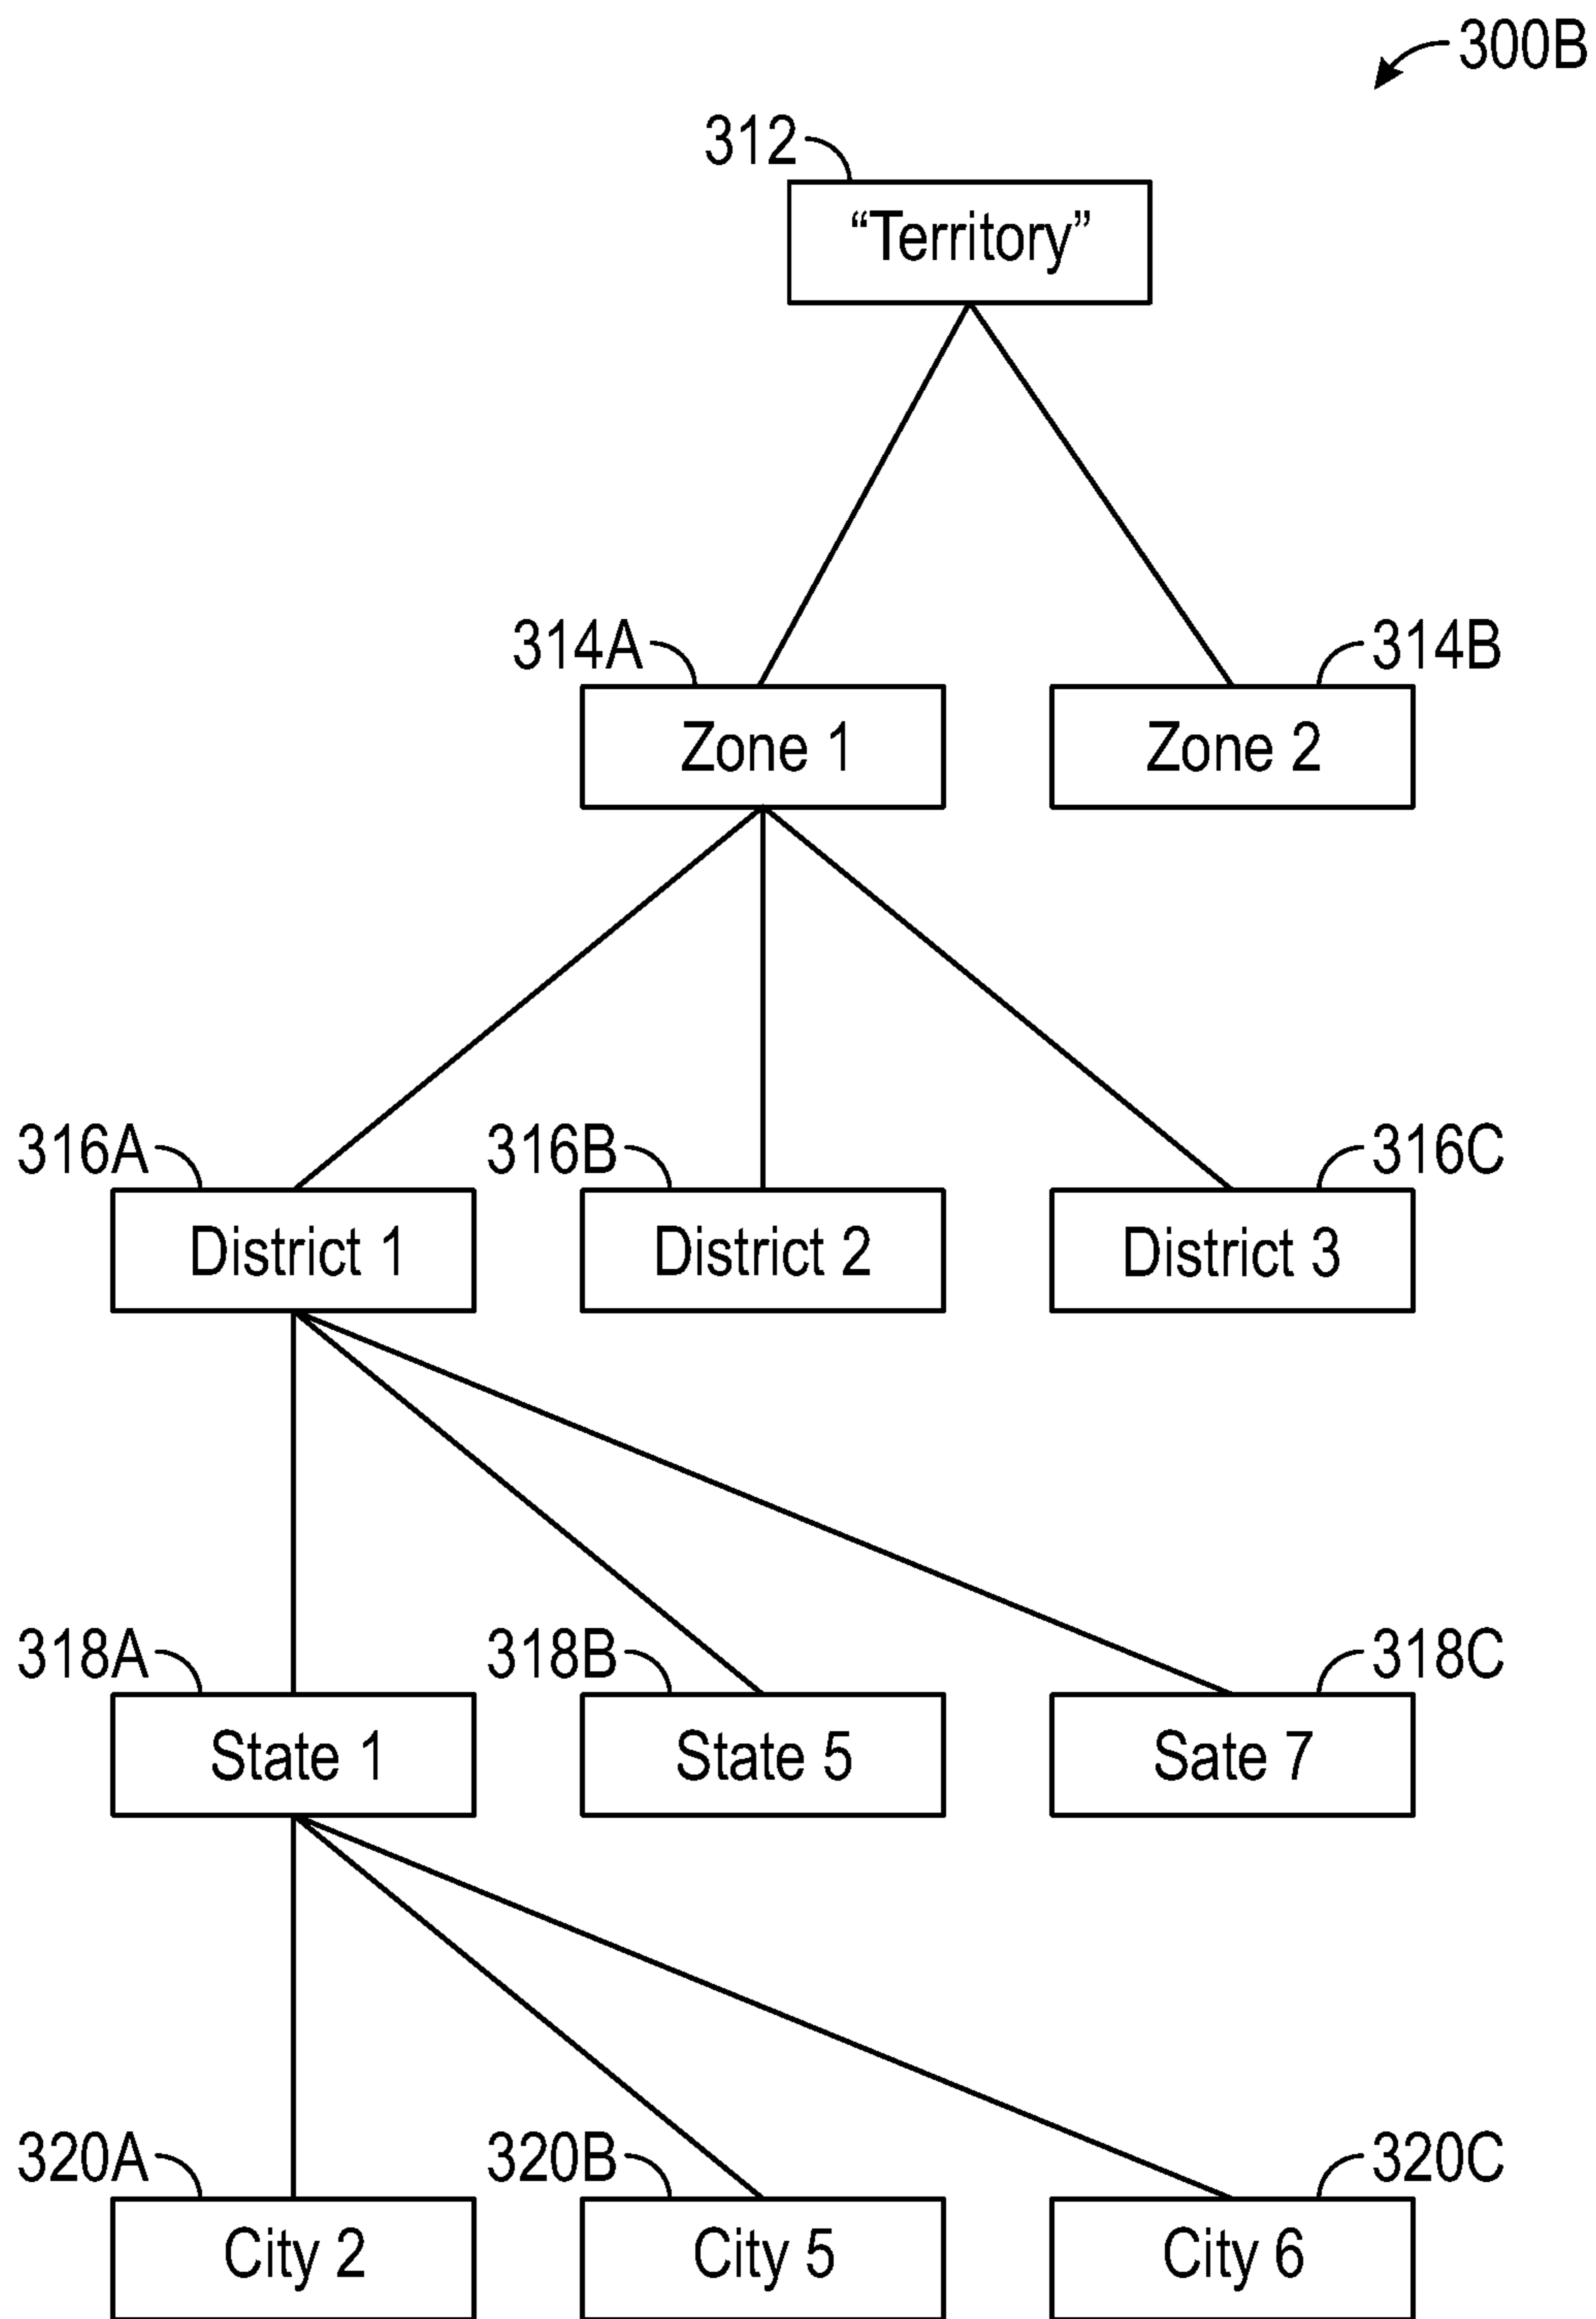 300B
312
“Territory”
314A
314B
Zone 1
Zone 2
316A
316B
316C
District 1
District 2
District 3
318A
318B
318C
State 1
State 5
Sate 7
320A
320B
320C
City 2
City 5
City 6